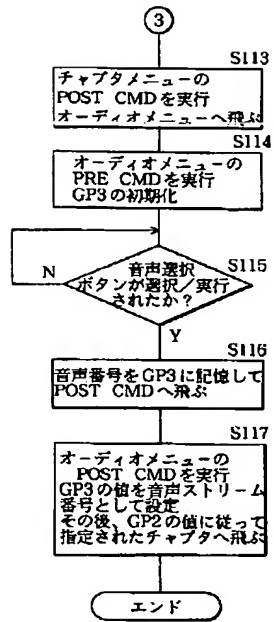 3
S113
チャプタメニューの
POST CMDを実行
オーディオメニューへ飛ぶ
S114
オーディオメニューの
PRE CMDを実行
GP3の初期化
S115
音声選択
ボタンが選択／実行
されたか？
N
Y
S116
音声番号をGP3に記憶して
POST CMDへ飛ぶ
S117
オーディオメニューの
POST CMDを実行
GP3の値を音声ストリーム
番号として設定
その後、GP2の値に従って
指定されたチャプタへ飛ぶ
エンド